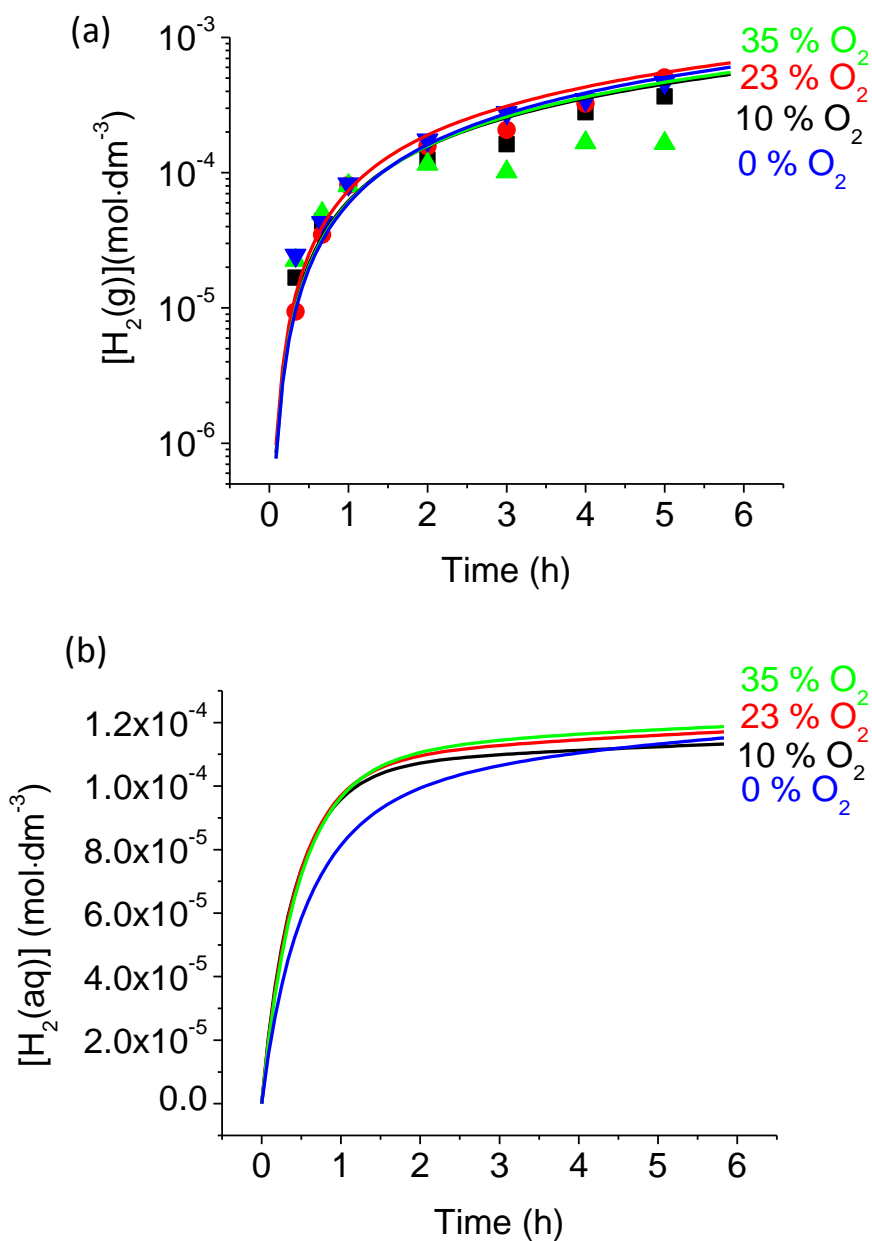 (a)
35 % O₂
23 % O₂
10 % O₂
0 % O₂
[H₂(g)](mol·dm⁻³)
10⁻³
10⁻⁴
10⁻⁵
10⁻⁶
0 1 2 3 4 5 6
Time (h)
(b)
35 % O₂
23 % O₂
10 % O₂
0 % O₂
[H₂(aq)] (mol·dm⁻³)
1.2x10⁻⁴
1.0x10⁻⁴
8.0x10⁻⁵
6.0x10⁻⁵
4.0x10⁻⁵
2.0x10⁻⁵
0.0
0 1 2 3 4 5 6
Time (h)